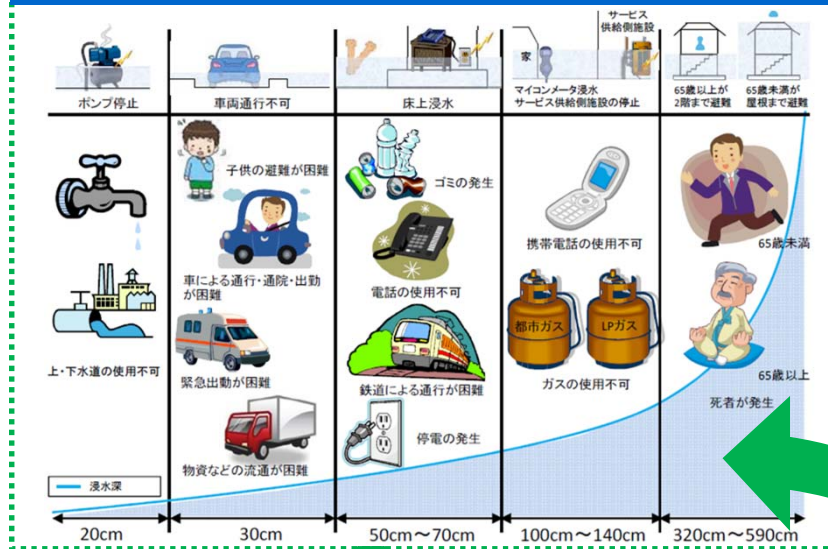 サービス
供給側施設
家
ポンプ停止
車両通行不可
床上浸水
マイコンメータ浸水
サービス供給側施設の停止
65歳以上が
2階まで避難
65歳未満が
屋根まで避難
上・下水道の使用不可
子供の避難が困難
車による通行・通院・出勤
が困難
緊急出動が困難
物資などの流通が困難
ゴミの発生
電話の使用不可
鉄道による通行が困難
停電の発生
携帯電話の使用不可
都市ガス
LPガス
ガスの使用不可
65歳未満
65歳以上
死者が発生
浸水深
20cm
30cm
50cm～70cm
100cm～140cm
320cm～590cm